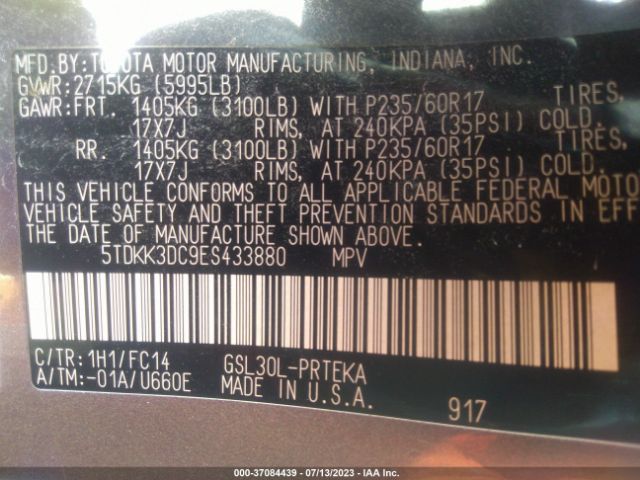 MFD. BY: TOYOTA MOTOR MANUFACTURING, INDIANA, INC.
GVWR: 2715KG (5995LB)
GAWR: FRT. 1405KG (3100LB) WITH P235/60R17 TIRES,
17X7J RIMS, AT 240KPA (35PSI) COLD.
RR. 1405KG (3100LB) WITH P235/60R17 TIRES,
17X7J RIMS, AT 240KPA (35PSI) COLD.
THIS VEHICLE CONFORMS TO ALL APPLICABLE FEDERAL MOTO
VEHICLE SAFETY AND THEFT PREVENTION STANDARDS IN EFF
THE DATE OF MANUFACTURE SHOWN ABOVE.
5TDKK3DC9ES433880 MPV
C/TR: 1H1/FC14 GSL30L-PRTEKA
A/TM: -01A/U660E MADE IN U.S.A. 917
000-37084439 - 07/13/2023 - IAA Inc.